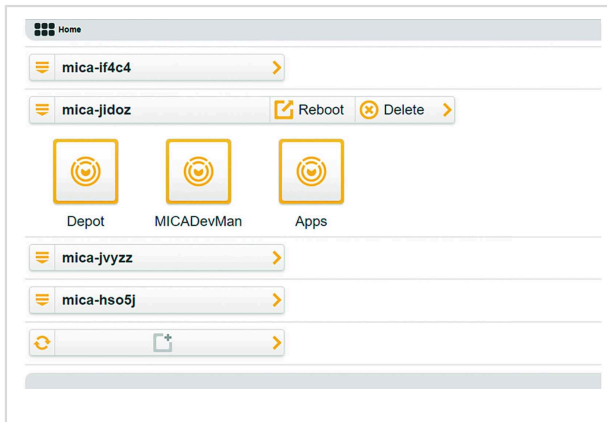 Home
mica-if4c4
mica-jidoz Reboot Delete
Depot MICADevMan Apps
mica-jvyzz
mica-hso5j